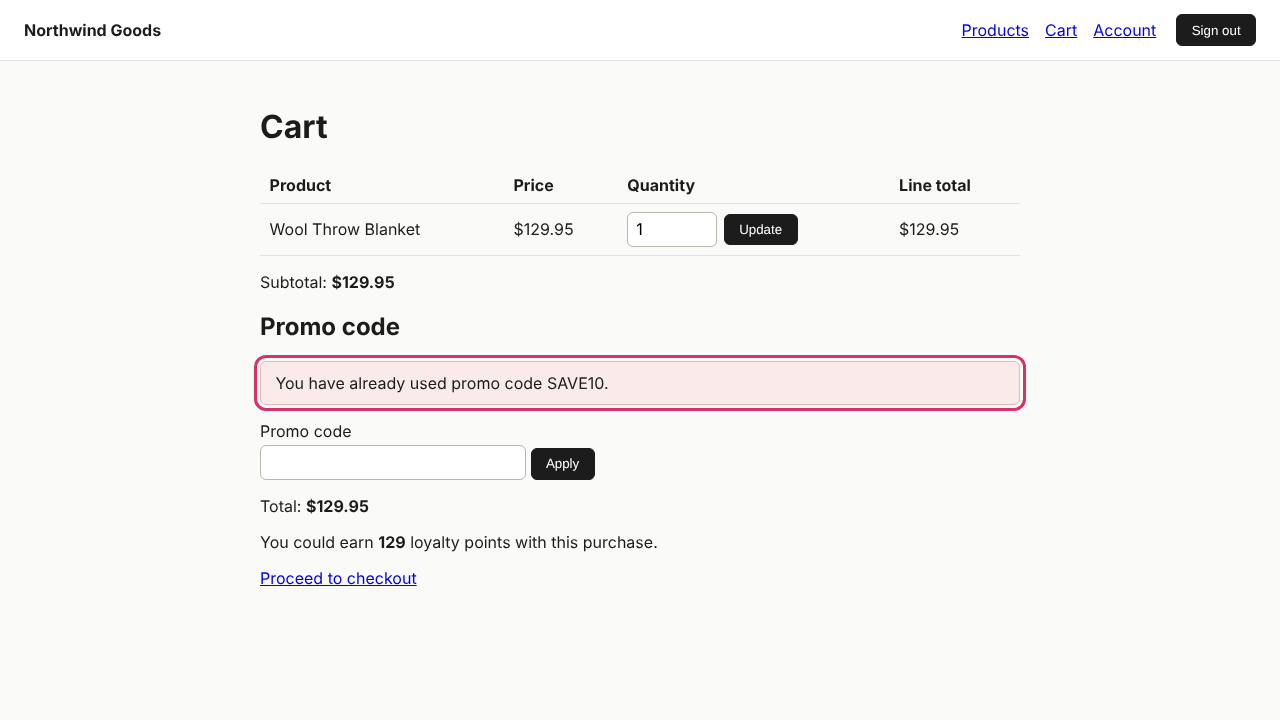 Northwind Goods
Products Cart Account Sign out
Cart
Product Price Quantity Line total
Wool Throw Blanket $129.95 1 Update $129.95
Subtotal: $129.95
Promo code
You have already used promo code SAVE10.
Promo code
Apply
Total: $129.95
You could earn 129 loyalty points with this purchase.
Proceed to checkout